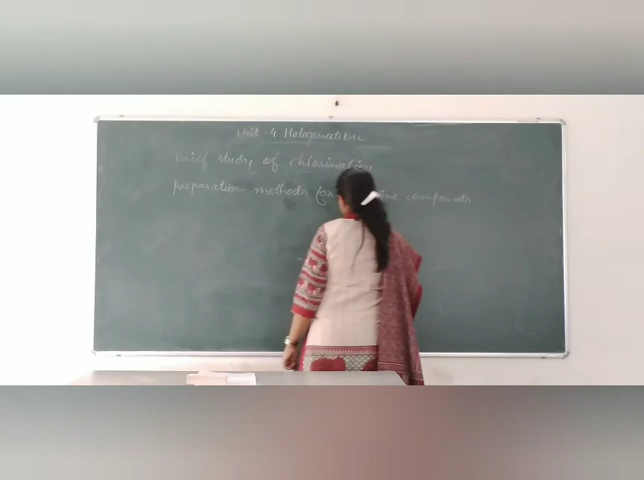 Unit - 4 Halogenation
brief study of chlorination
preparation methods compounds